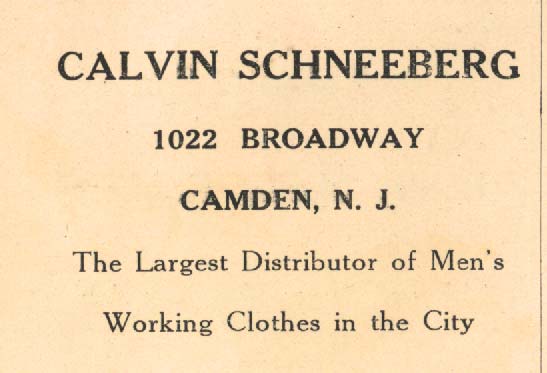 CALVIN SCHNEEBERG
1022 BROADWAY
CAMDEN, N. J.
The Largest Distributor of Men's
Working Clothes in the City